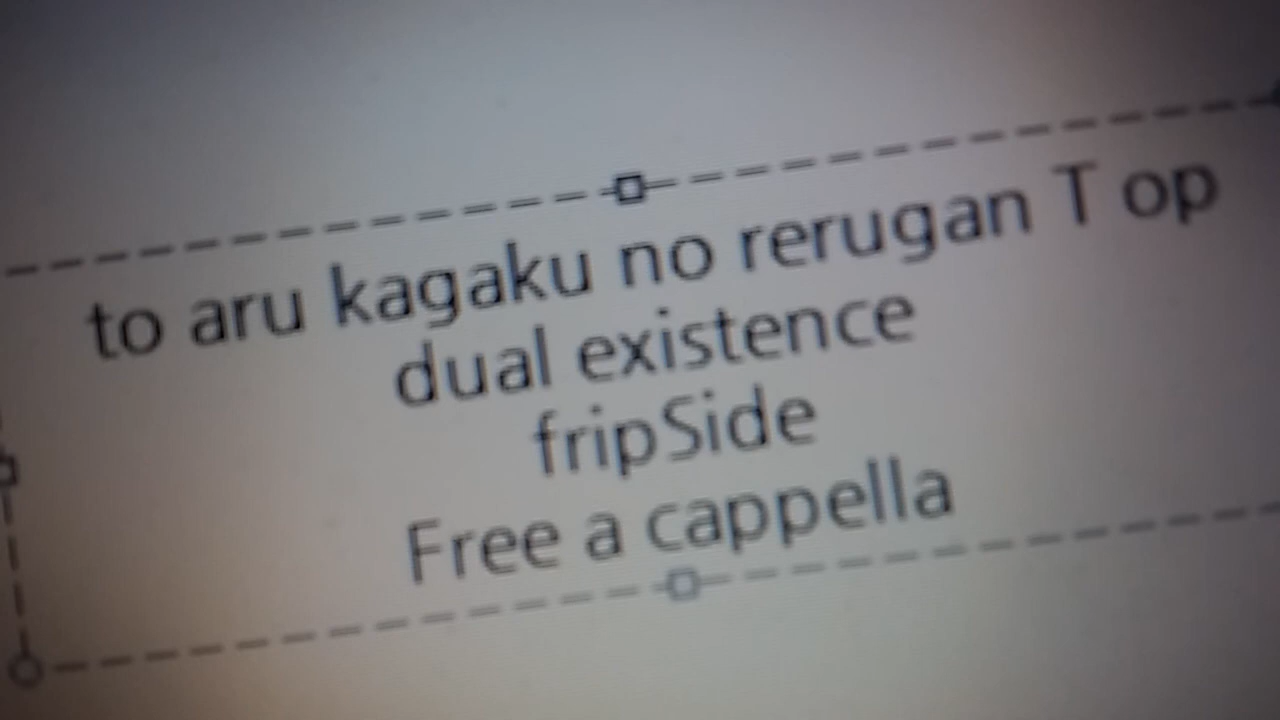 to aru kagaku no rerugan T op
dual existence
fripSide
Free a cappella